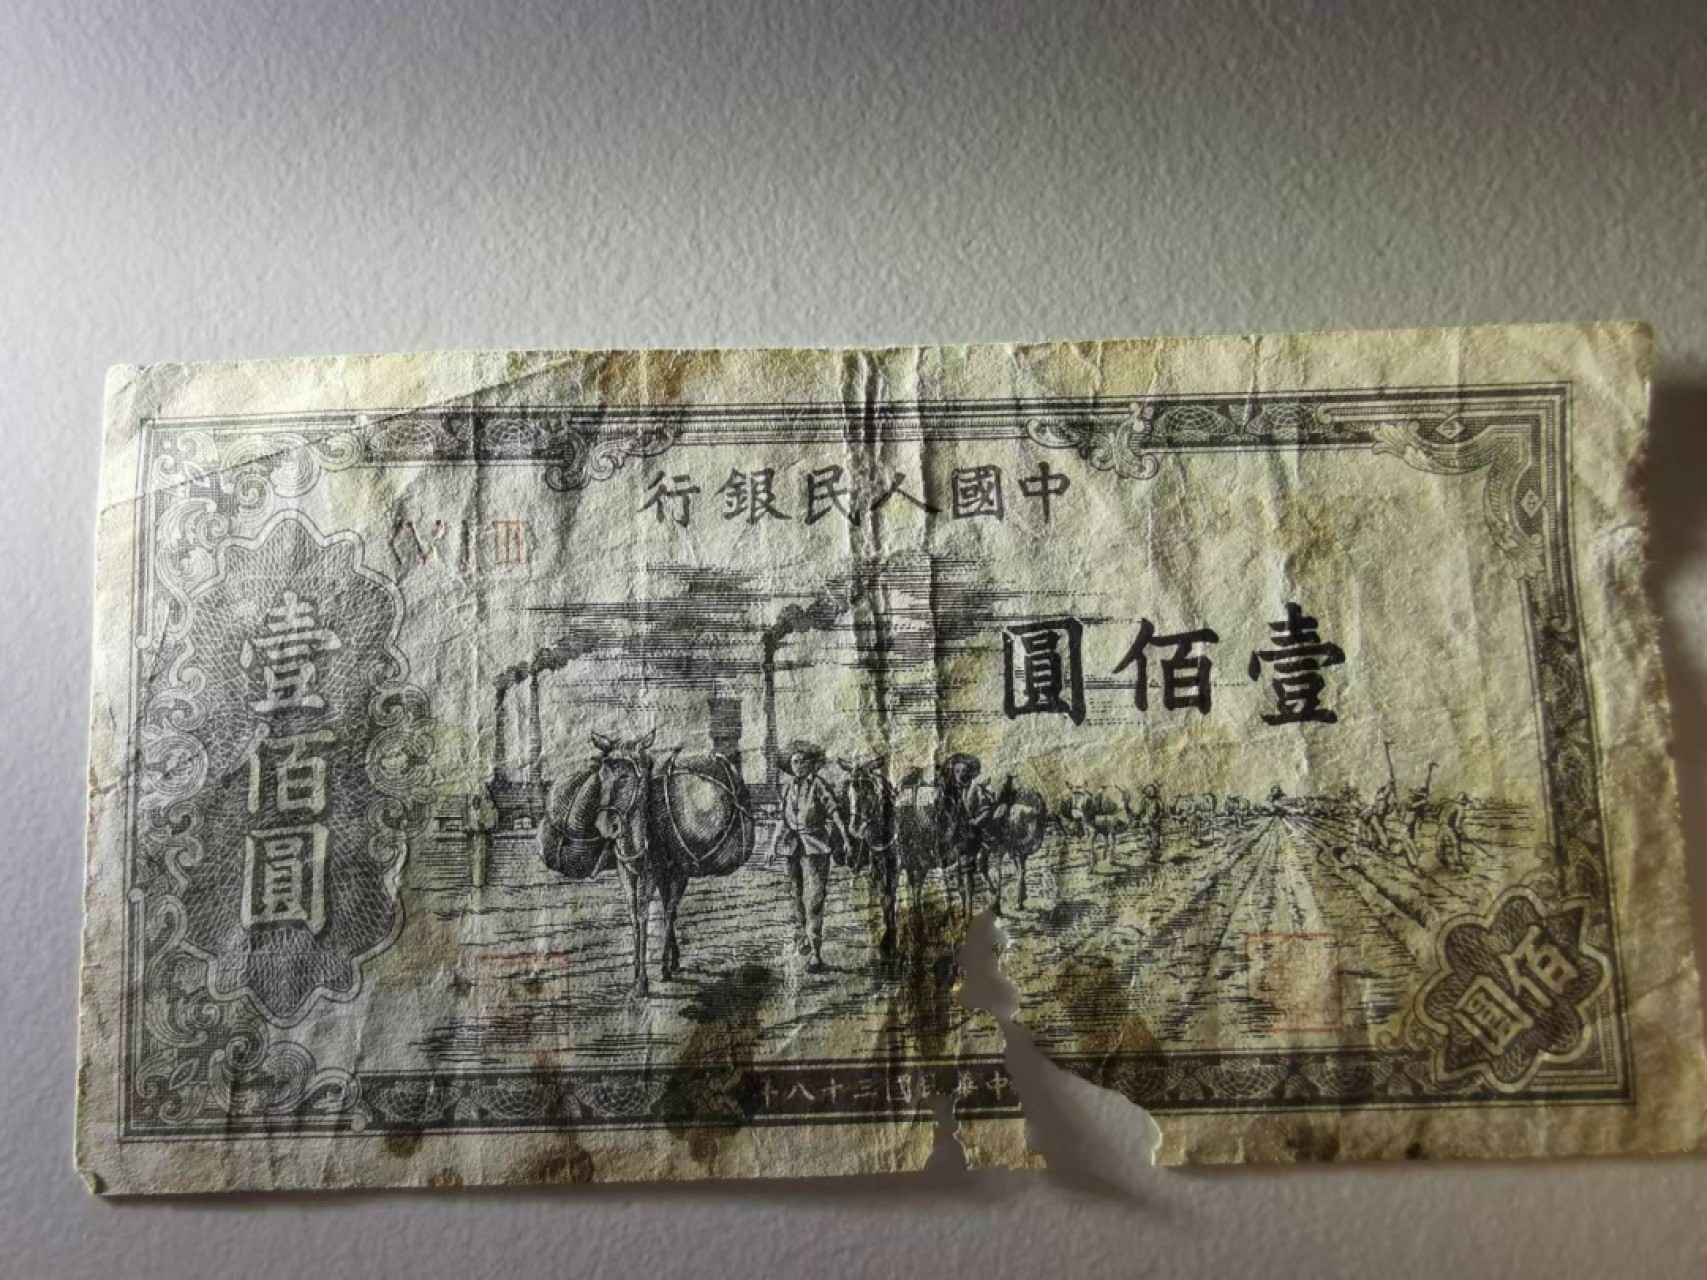 中國人民銀行
〈V I III〉
壹佰圓
壹佰圓
佰圓
中華民國三十八年